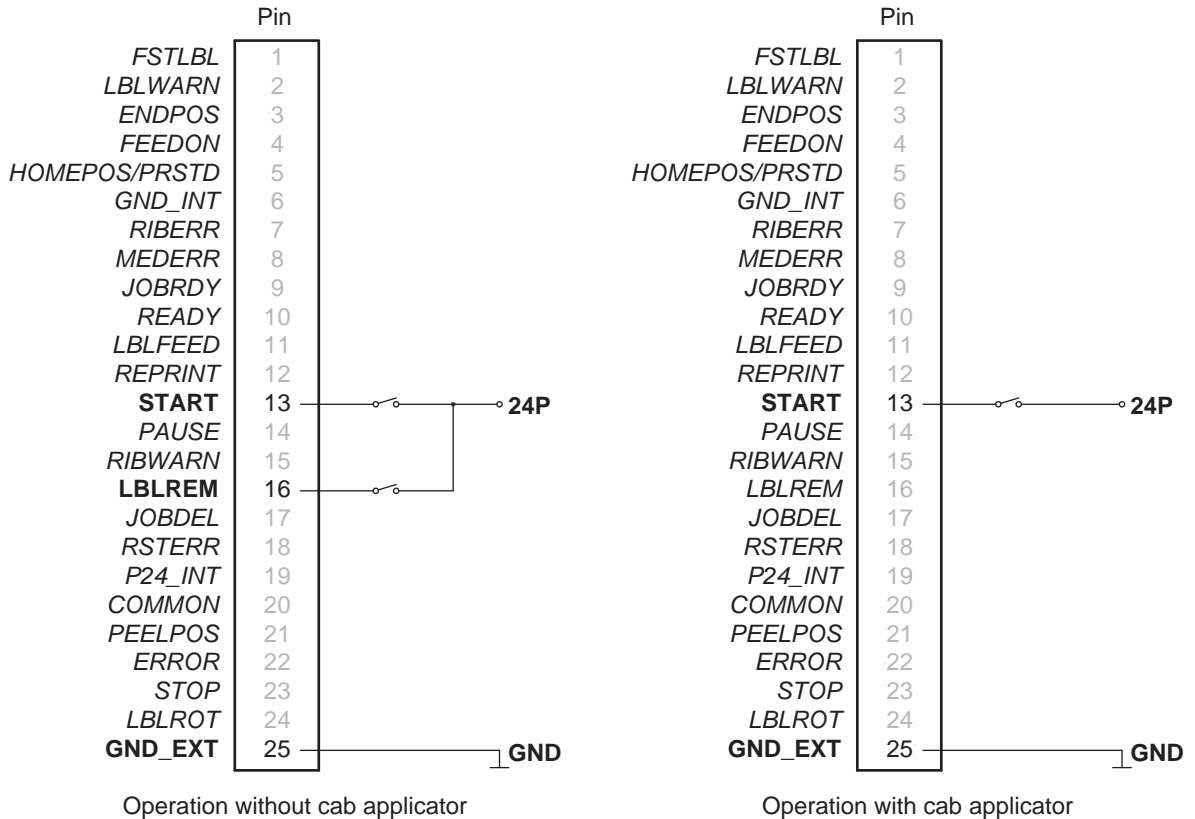 Pin
FSTLBL 1
LBLWARN 2
ENDPOS 3
FEEDON 4
HOMEPOS/PRSTD 5
GND_INT 6
RIBERR 7
MEDERR 8
JOBRDY 9
READY 10
LBLFEED 11
REPRINT 12
START 13 24P
PAUSE 14
RIBWARN 15
LBLREM 16
JOBDEL 17
RSTERR 18
P24_INT 19
COMMON 20
PEELPOS 21
ERROR 22
STOP 23
LBLROT 24
GND_EXT 25 GND
Operation without cab applicator
Pin
FSTLBL 1
LBLWARN 2
ENDPOS 3
FEEDON 4
HOMEPOS/PRSTD 5
GND_INT 6
RIBERR 7
MEDERR 8
JOBRDY 9
READY 10
LBLFEED 11
REPRINT 12
START 13 24P
PAUSE 14
RIBWARN 15
LBLREM 16
JOBDEL 17
RSTERR 18
P24_INT 19
COMMON 20
PEELPOS 21
ERROR 22
STOP 23
LBLROT 24
GND_EXT 25 GND
Operation with cab applicator